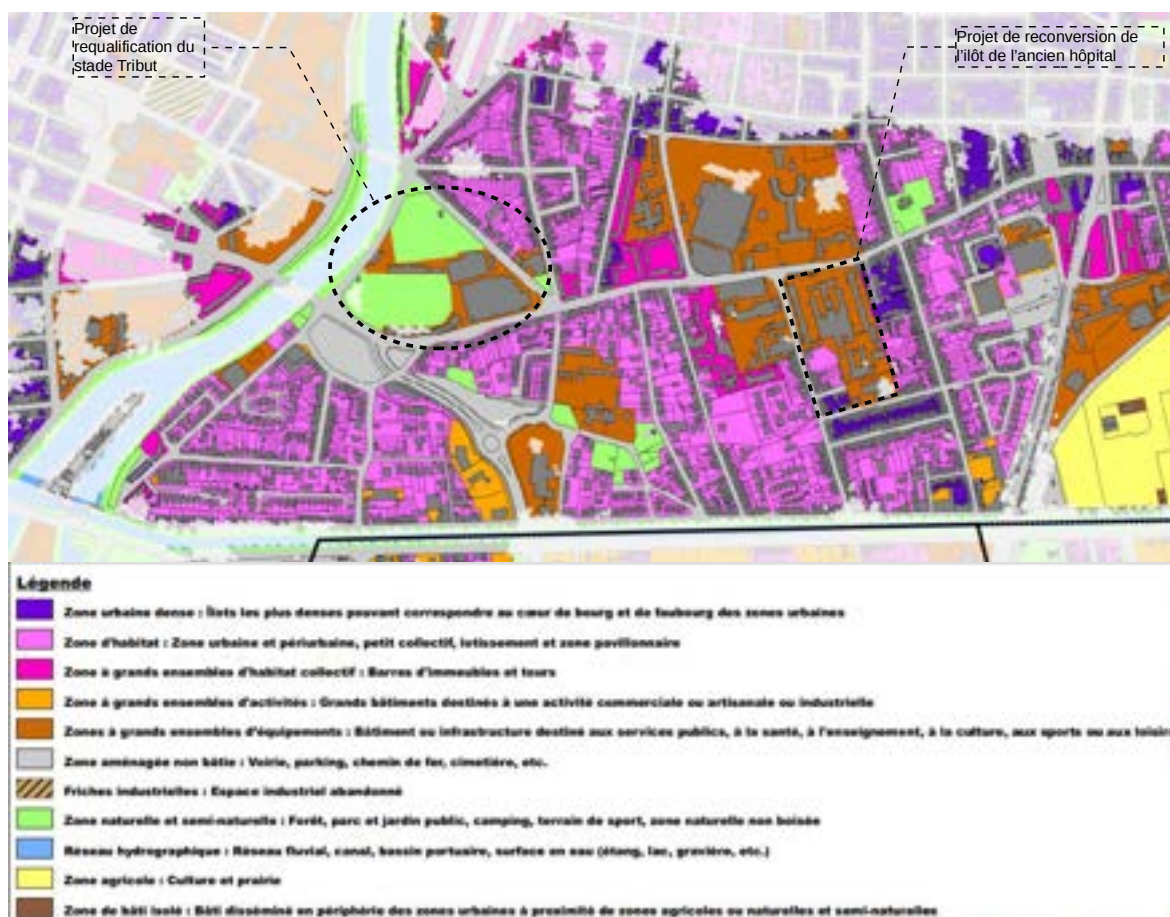 Projet de
requalification du
stade Tribut
Projet de reconversion de
l'ilôt de l'ancien hôpital
Légende
Zone urbaine dense : Îlots les plus denses pouvant correspondre au cœur de bourg et de faubourg des zones urbaines
Zone d'habitat : Zone urbaine et périurbaine, petit collectif, lotissement et zone pavillonnaire
Zone à grands ensembles d'habitat collectif : Barres d'immeubles et tours
Zone à grands ensembles d'activités : Grands bâtiments destinés à une activité commerciale ou artisanale ou industrielle
Zones à grands ensembles d'équipements : Bâtiment ou infrastructure destiné aux services publics, à la santé, à l'enseignement, à la culture, aux sports ou aux loisir
Zone aménagée non bâtie : Voirie, parking, chemin de fer, cimetière, etc.
Friches industrielles : Espace industriel abandonné
Zone naturelle et semi-naturelle : Forêt, parc et jardin public, camping, terrain de sport, zone naturelle non boisée
Réseau hydrographique : Réseau fluvial, canal, bassin portuaire, surface en eau (étang, lac, gravière, etc.)
Zone agricole : Culture et prairie
Zone de bâti isolé : Bâti disséminé en périphérie des zones urbaines à proximité de zones agricoles ou naturelles et semi-naturelles